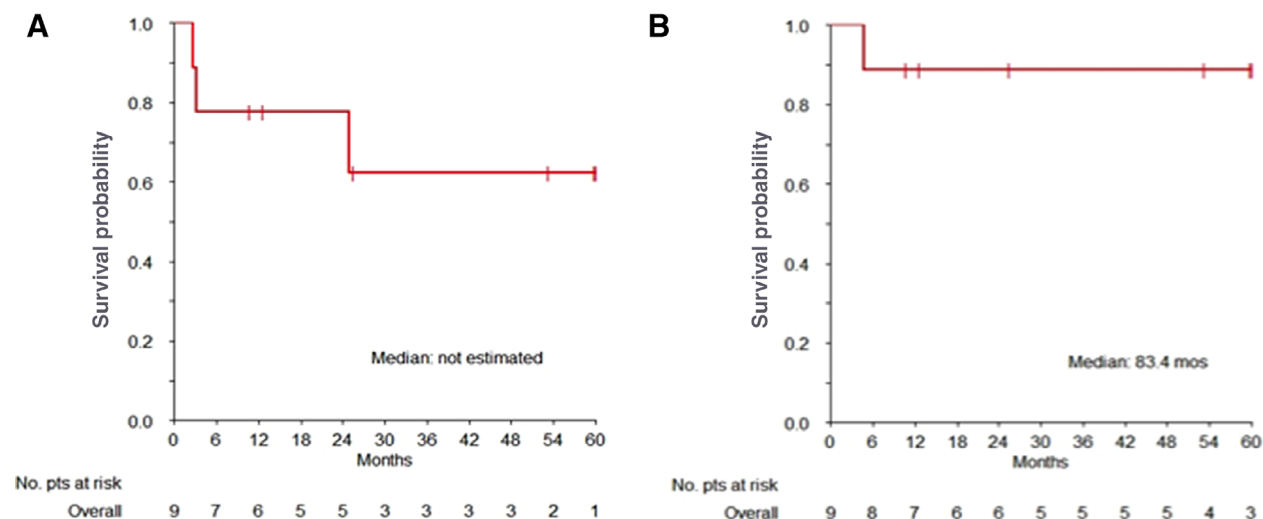 A
Survival probability
1.0
0.8
0.6
0.4
0.2
0.0
Median: not estimated
0 6 12 18 24 30 36 42 48 54 60
Months
No. pts at risk
Overall 9 7 6 5 5 3 3 3 3 2 1
B
Survival probability
1.0
0.8
0.6
0.4
0.2
0.0
Median: 83.4 mos
0 6 12 18 24 30 36 42 48 54 60
Months
No. pts at risk
Overall 9 8 7 6 6 5 5 5 5 4 3